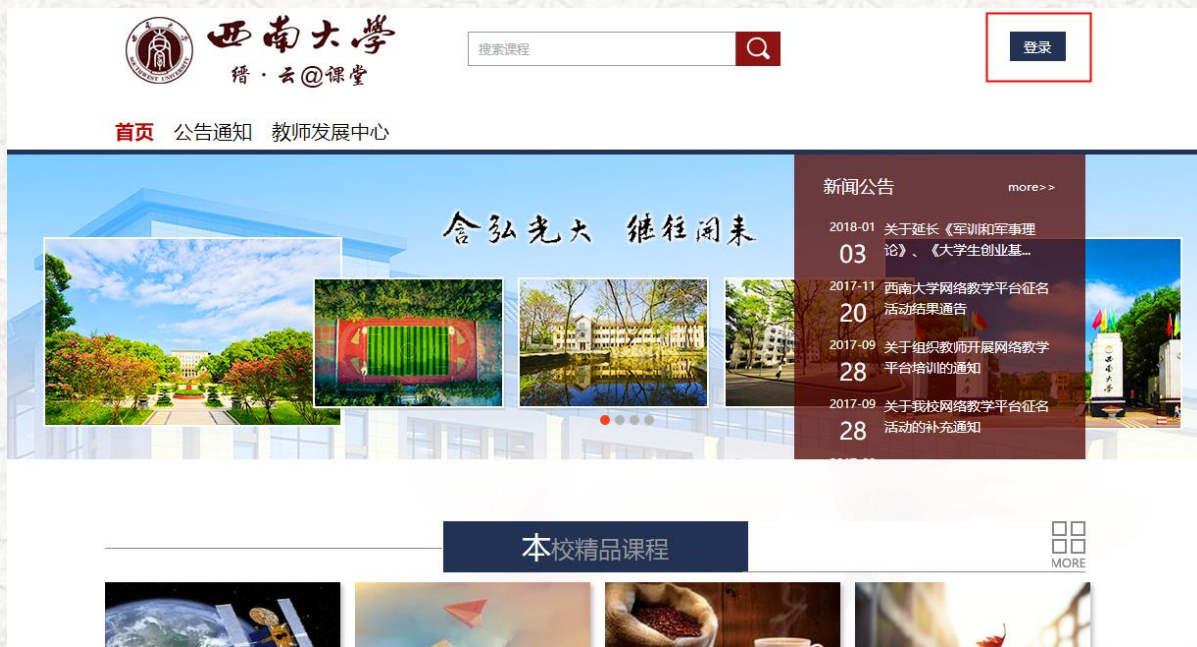 西南大學
缙·云@课堂
搜索课程
登录
首页 公告通知 教师发展中心
含弘光大 继往开来
新闻公告 more>>
2018-01 03 关于延长《军训和军事理
论》、《大学生创业基...
2017-11 20 西南大学网络教学平台征名
活动结果通告
2017-09 28 关于组织教师开展网络教学
平台培训的通知
2017-09 28 关于我校网络教学平台征名
活动的补充通知
西南大学
本校精品课程
MORE